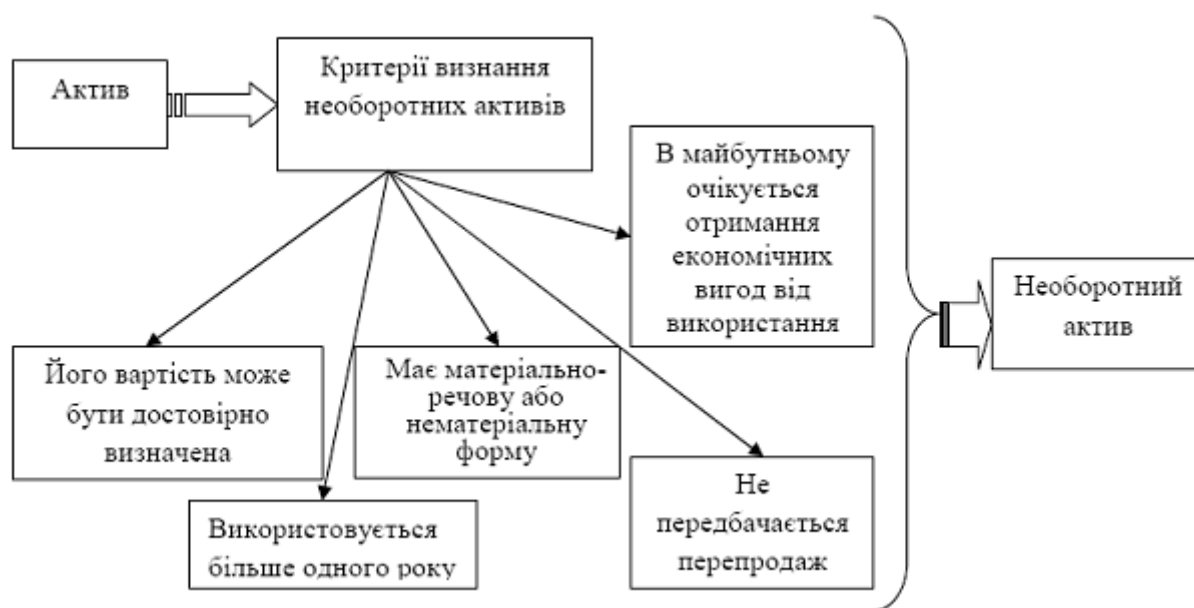 Актив
Критерії визнання
необоротних активів
В майбутньому
очікується
отримання
економічних
вигод від
використання
Необоротний
актив
Його вартість може
бути достовірно
визначена
Має матеріально-
речову або
нематеріальну
форму
Не
передбачається
перепродаж
Використовується
більше одного року